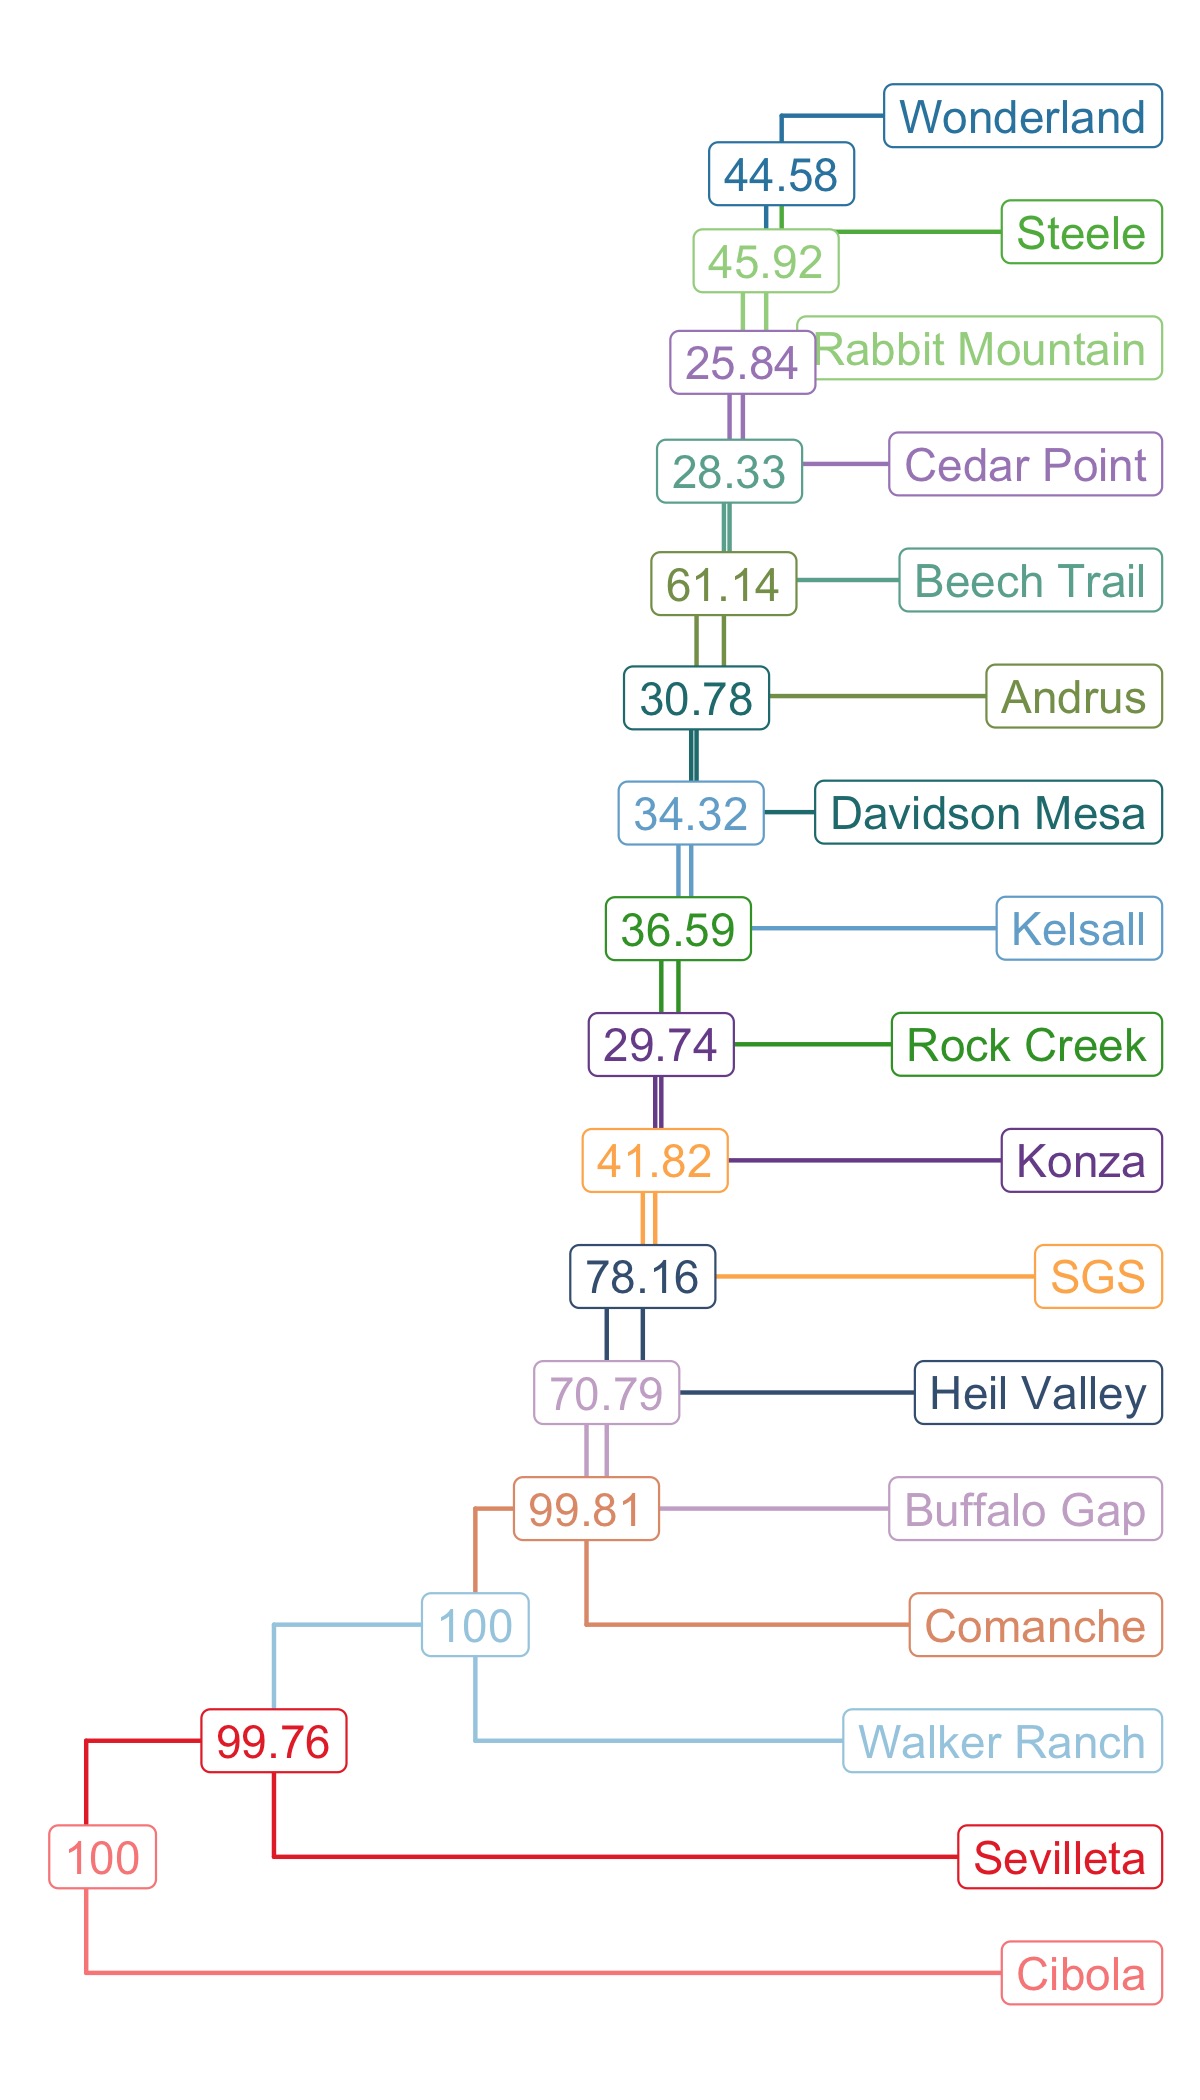 Wonderland
44.58
Steele
45.92
Rabbit Mountain
25.84
Cedar Point
28.33
Beech Trail
61.14
Andrus
30.78
Davidson Mesa
34.32
Kelsall
36.59
Rock Creek
29.74
Konza
41.82
SGS
78.16
Heil Valley
70.79
Buffalo Gap
99.81
Comanche
100
Walker Ranch
99.76
Sevilleta
100
Cibola